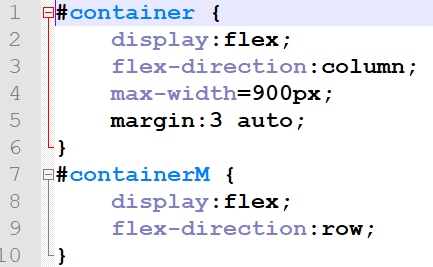 1 #container {
2 display:flex;
3 flex-direction:column;
4 max-width=900px;
5 margin:3 auto;
6 }
7 #containerM {
8 display:flex;
9 flex-direction:row;
10 }